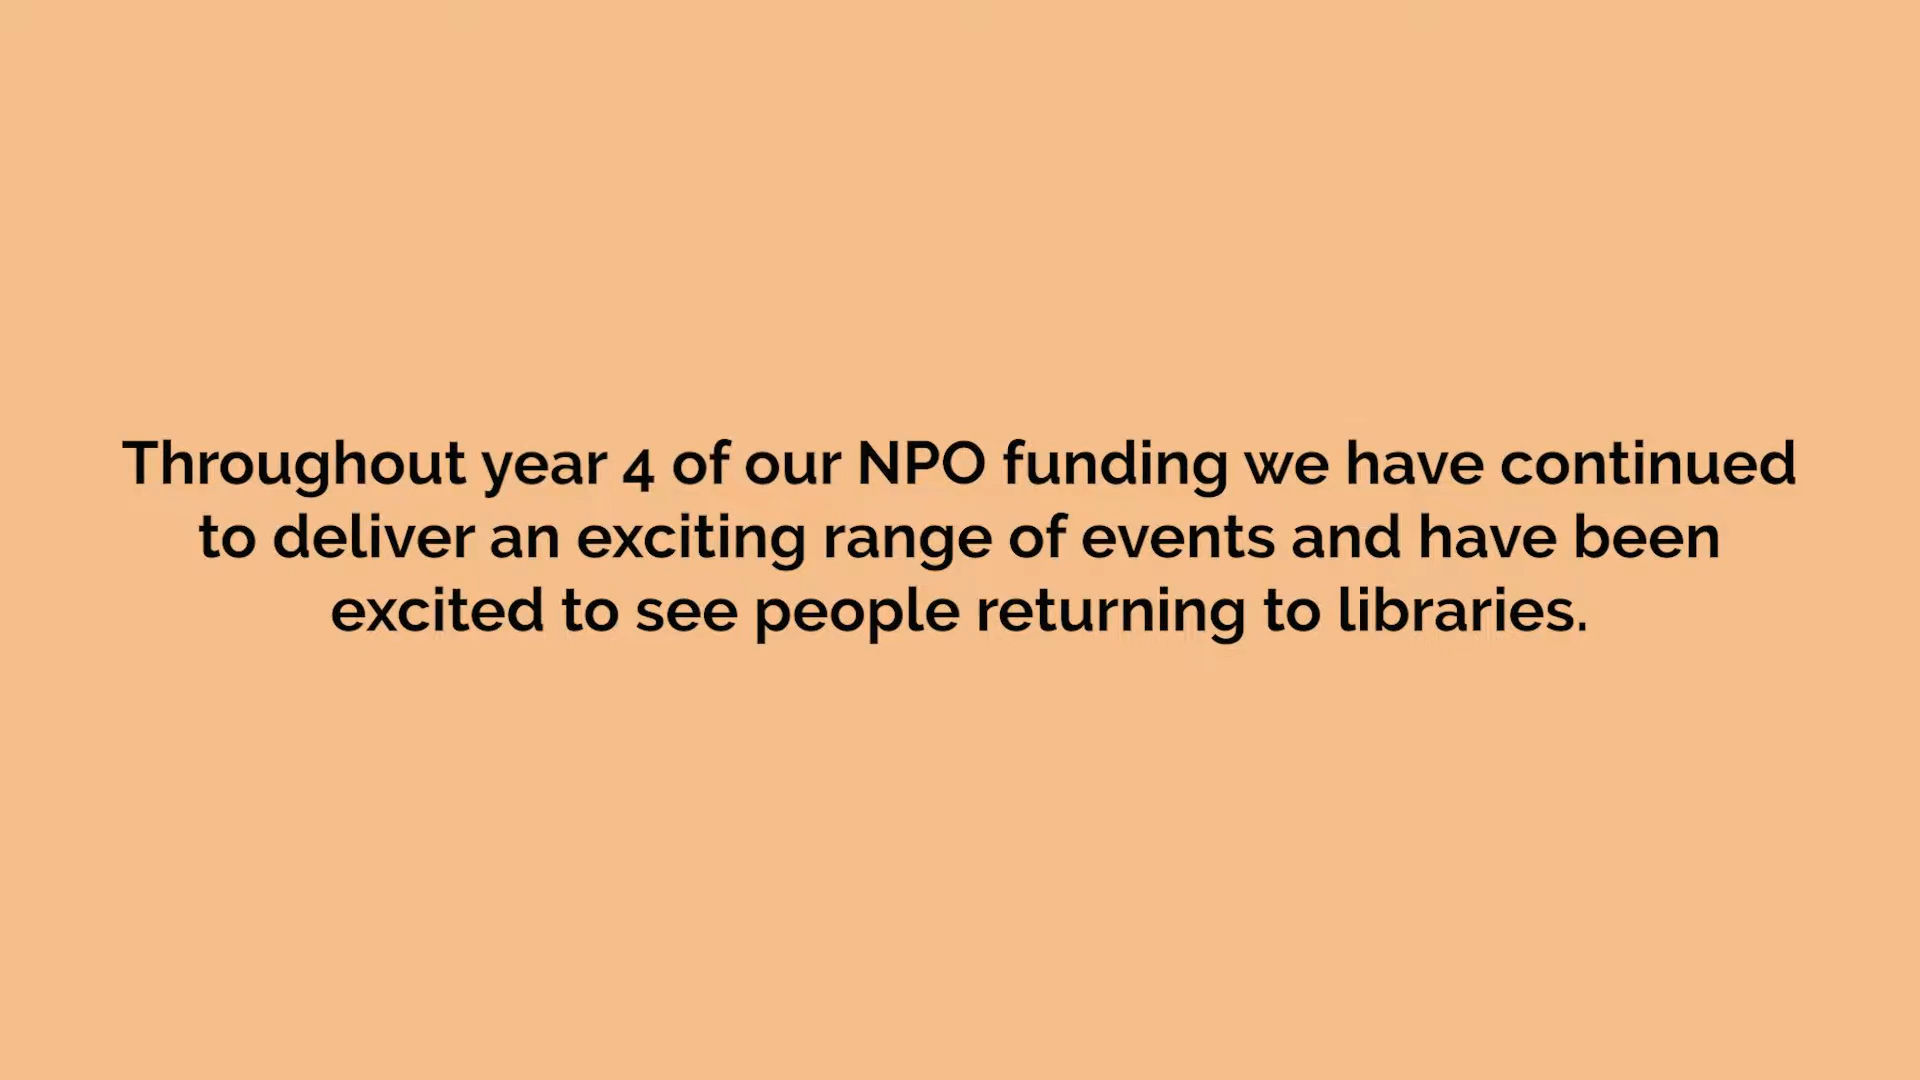 Throughout year 4 of our NPO funding we have continued
to deliver an exciting range of events and have been
excited to see people returning to libraries.